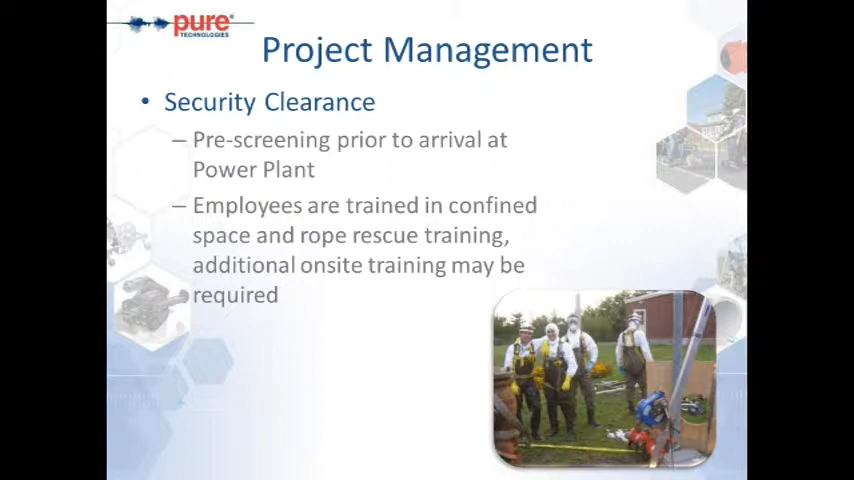 pure
TECHNOLOGIES
Project Management
• Security Clearance
– Pre-screening prior to arrival at
Power Plant
– Employees are trained in confined
space and rope rescue training,
additional onsite training may be
required